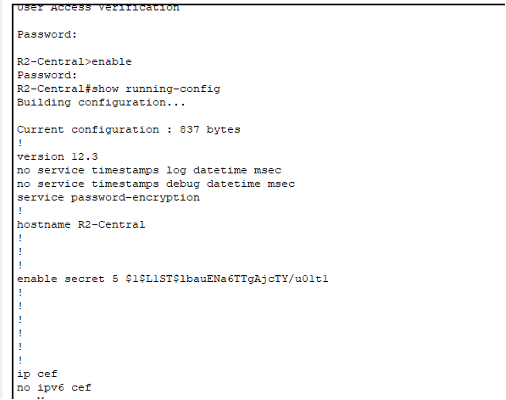 User Access Verification
Password:
R2-Central>enable
Password:
R2-Central#show running-config
Building configuration...
Current configuration : 837 bytes
!
version 12.3
no service timestamps log datetime msec
no service timestamps debug datetime msec
service password-encryption
!
hostname R2-Central
!
!
!
enable secret 5 $1$L1ST$lbauENa6TTgAjcTY/u0lt1
!
!
!
!
!
!
ip cef
no ipv6 cef